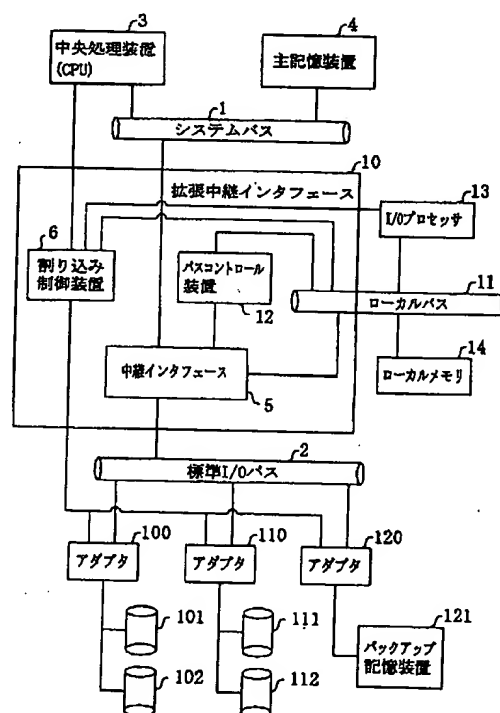 3
中央処理装置
(CPU)
4
主記憶装置
1
システムバス
10
拡張中継インタフェース
13
I/Oプロセッサ
6
割り込み
制御装置
バスコントロール
装置
12
11
ローカルバス
14
ローカルメモリ
中継インタフェース
5
2
標準I/Oバス
100
アダプタ
110
アダプタ
120
アダプタ
101
102
111
112
121
バックアップ
記憶装置